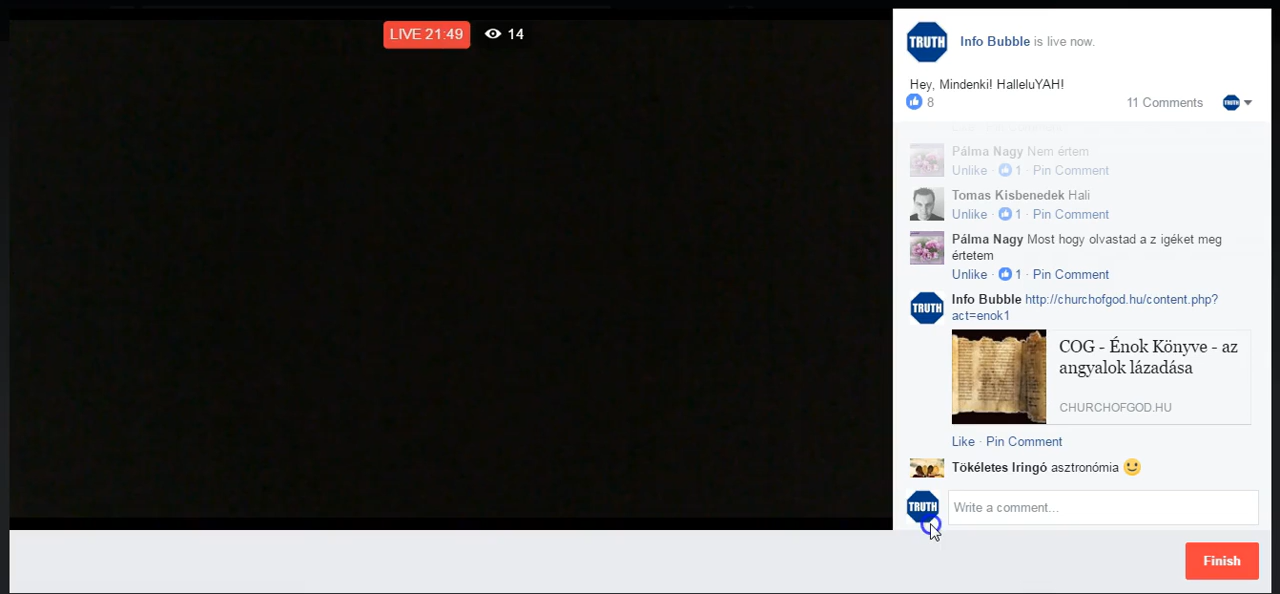 LIVE 21:49
14
TRUTH
Info Bubble is live now.
Hey, Mindenki! HalleluYAH!
8
11 Comments
TRUTH
Pálma Nagy Nem értem
Unlike · 1 · Pin Comment
Tomas Kisbenedek Hali
Unlike · 1 · Pin Comment
Pálma Nagy Most hogy olvastad a z igéket meg
értetem
Unlike · 1 · Pin Comment
TRUTH
Info Bubble http://churchofgod.hu/content.php?
act=enok1
COG - Énok Könyve - az
angyalok lázadása
CHURCHOFGOD.HU
Like · Pin Comment
Tökéletes Iringó asztronómia
TRUTH
Write a comment...
Finish